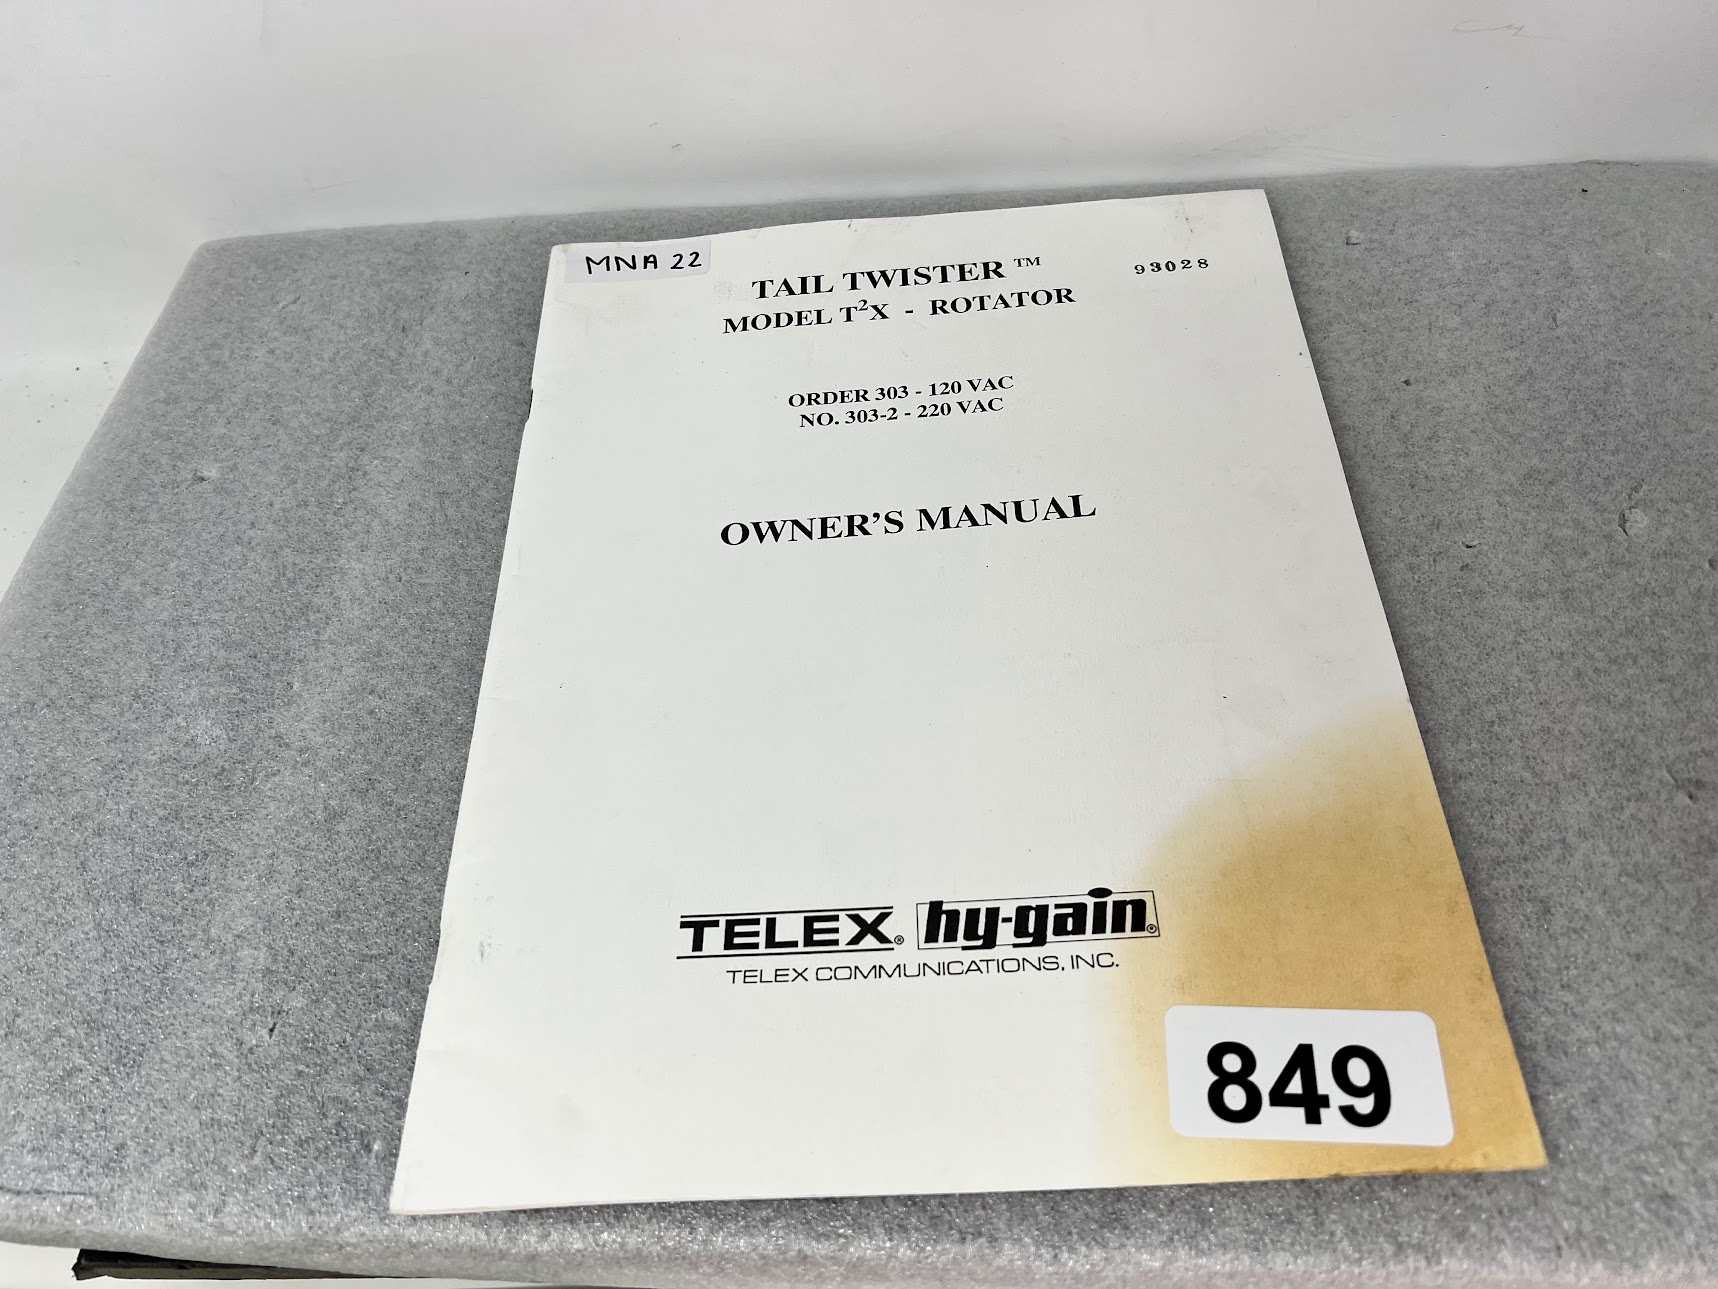 MNA 22
TAIL TWISTER ™
93028
MODEL T²X - ROTATOR
ORDER 303 - 120 VAC
NO. 303-2 - 220 VAC
OWNER'S MANUAL
TELEX® hy-gain®
TELEX COMMUNICATIONS, INC.
849